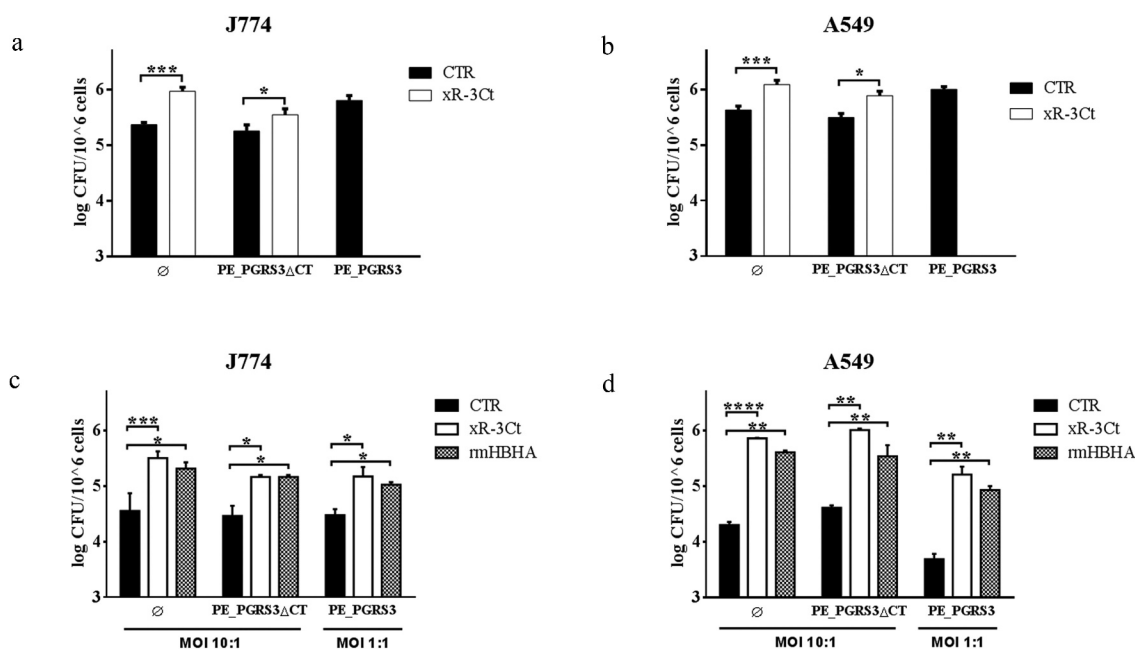 a
J774
log CFU/10^6 cells
6
5
4
3
***
*
CTR
xR-3Ct
∅
PE_PGRS3△CT
PE_PGRS3
b
A549
log CFU/10^6 cells
6
5
4
3
***
*
CTR
xR-3Ct
∅
PE_PGRS3△CT
PE_PGRS3
c
J774
log CFU/10^6 cells
6
5
4
3
***
*
*
*
*
*
CTR
xR-3Ct
rmHBHA
∅
PE_PGRS3△CT
PE_PGRS3
MOI 10:1
MOI 1:1
d
A549
log CFU/10^6 cells
6
5
4
3
****
**
**
**
**
**
CTR
xR-3Ct
rmHBHA
∅
PE_PGRS3△CT
PE_PGRS3
MOI 10:1
MOI 1:1